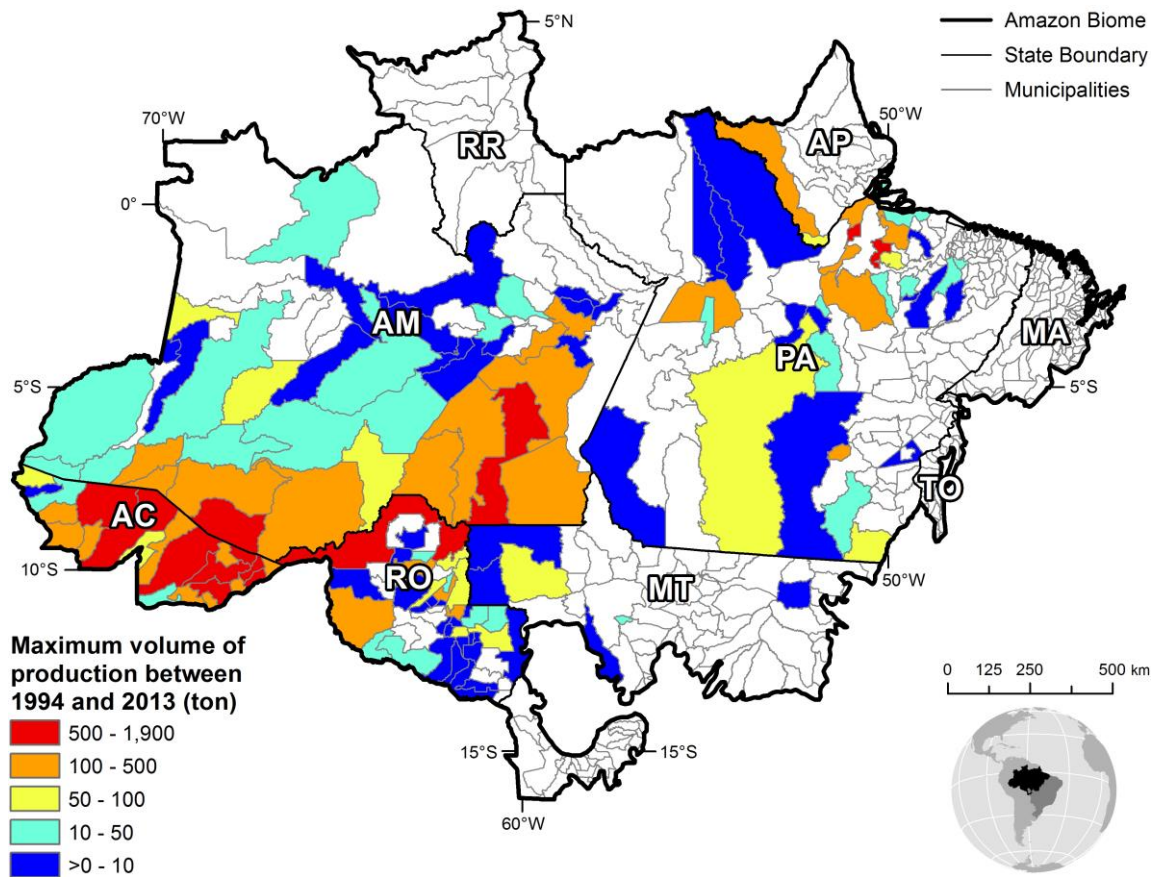 5°N
Amazon Biome
State Boundary
Municipalities
70°W
50°W
RR
AP
0°
AM
PA
MA
5°S
5°S
TO
AC
10°S
RO
MT
50°W
Maximum volume of
production between
1994 and 2013 (ton)
500 - 1,900
100 - 500
50 - 100
10 - 50
>0 - 10
0 125 250 500 km
15°S
15°S
60°W